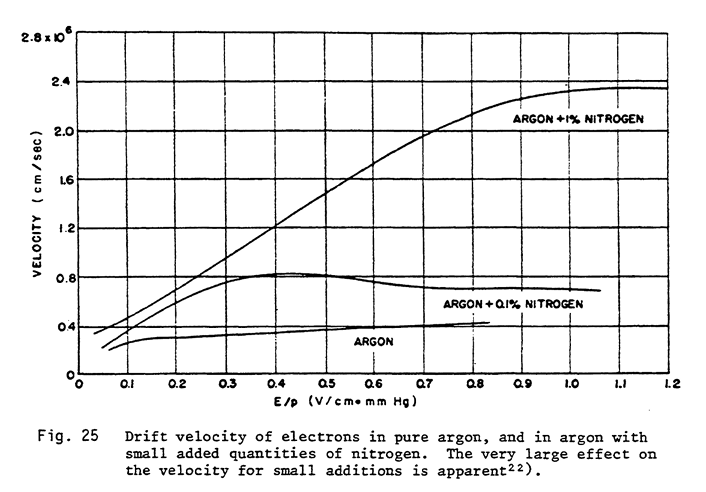 2.8 x 10⁶
2.4
2.0
1.6
1.2
0.8
0.4
0
VELOCITY (cm/sec)
ARGON +1% NITROGEN
ARGON + 0.1% NITROGEN
ARGON
0 0.1 0.2 0.3 0.4 0.5 0.6 0.7 0.8 0.9 1.0 1.1 1.2
E/p (V/cm• mm Hg)
Fig. 25 Drift velocity of electrons in pure argon, and in argon with
small added quantities of nitrogen. The very large effect on
the velocity for small additions is apparent²²).